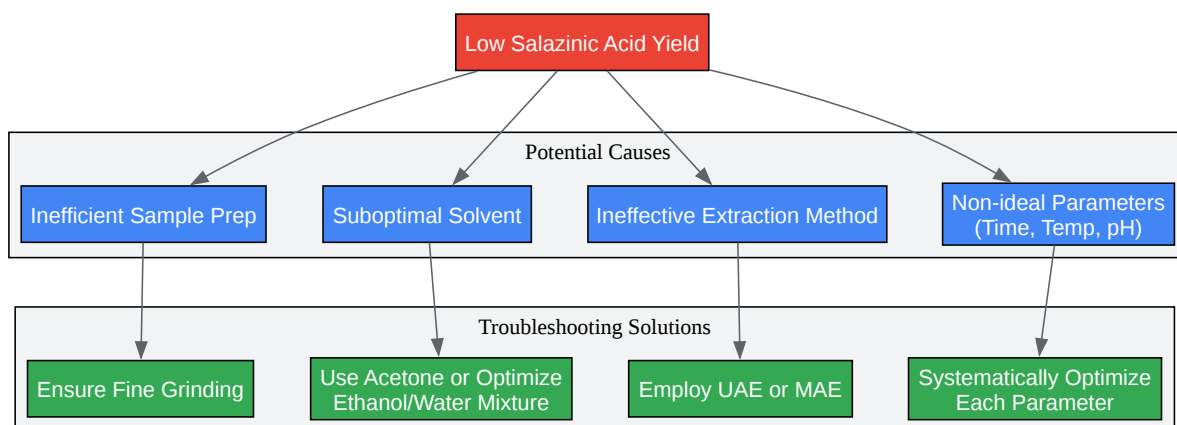 Low Salazinic Acid Yield
Potential Causes
Inefficient Sample Prep
Suboptimal Solvent
Ineffective Extraction Method
Non-ideal Parameters
(Time, Temp, pH)
Troubleshooting Solutions
Ensure Fine Grinding
Use Acetone or Optimize
Ethanol/Water Mixture
Employ UAE or MAE
Systematically Optimize
Each Parameter